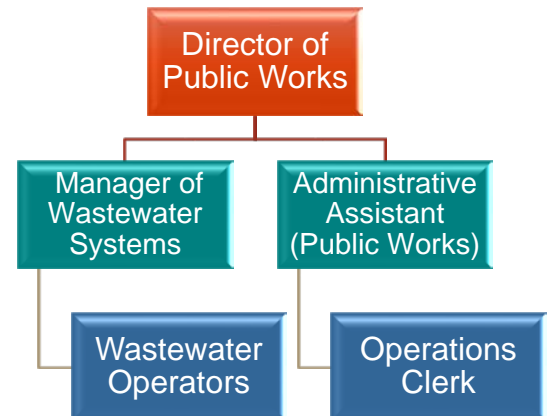 Director of
Public Works
Manager of
Wastewater
Systems
Administrative
Assistant
(Public Works)
Wastewater
Operators
Operations
Clerk